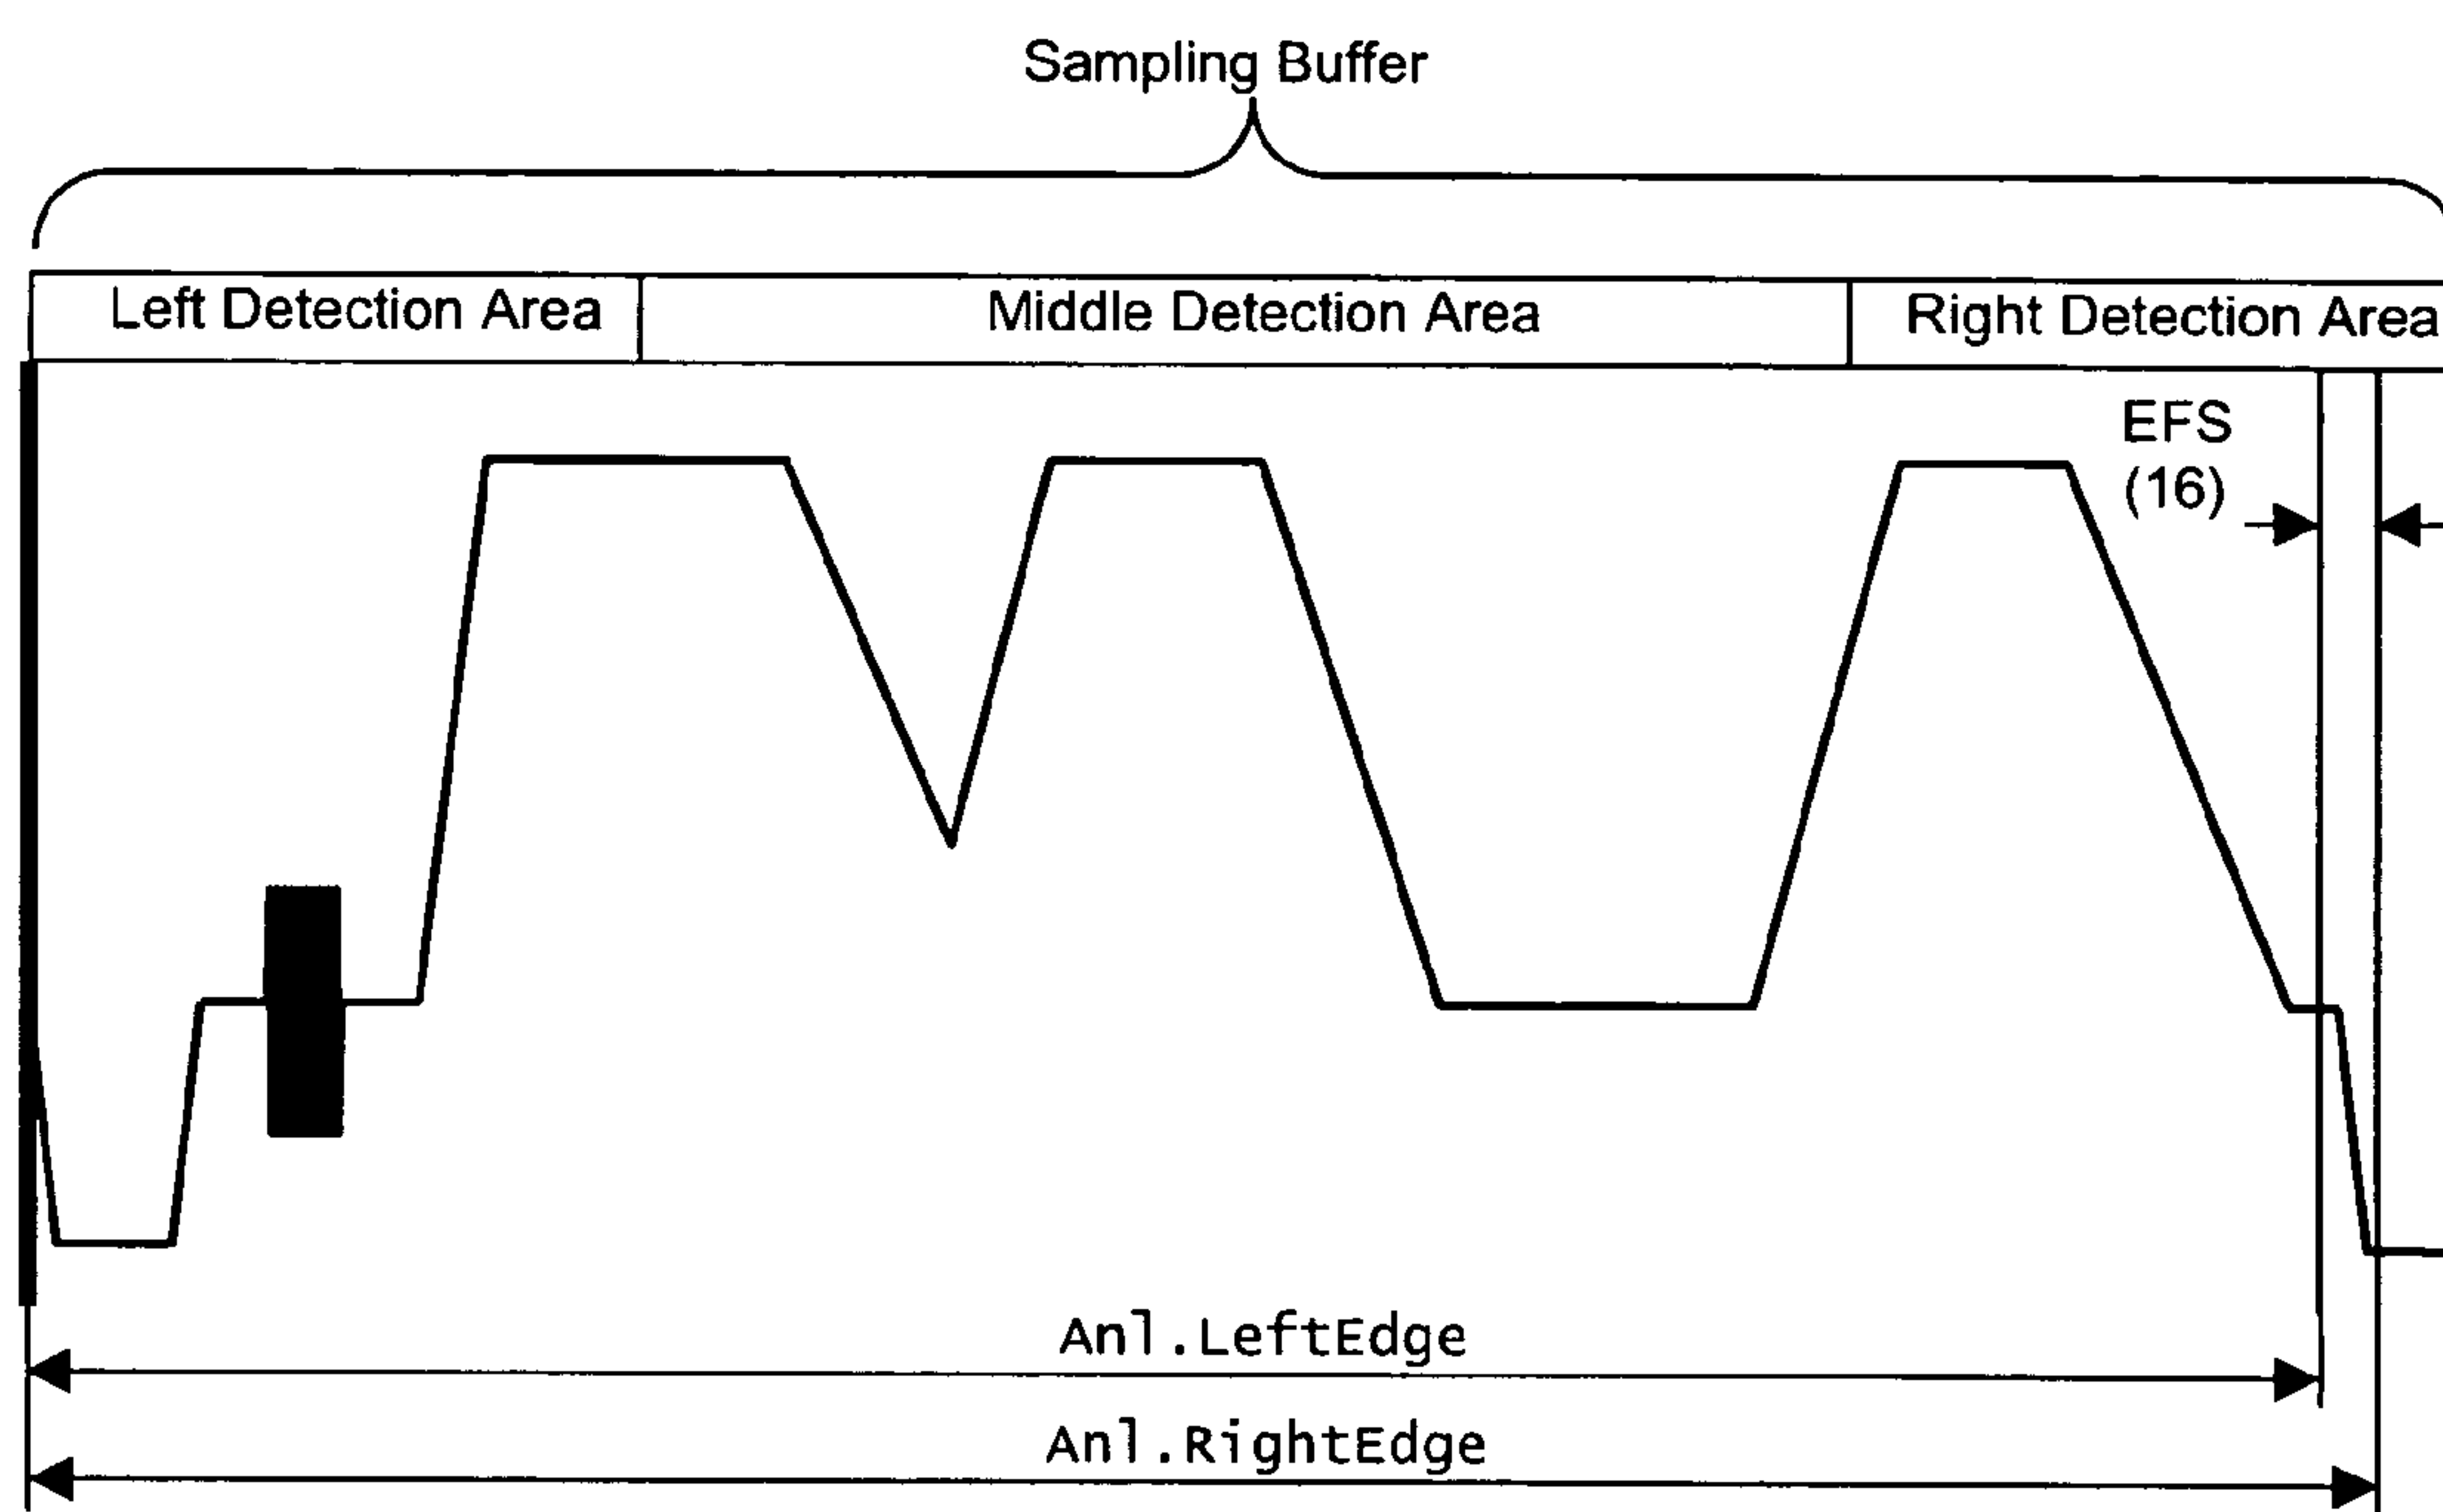 Sampling Buffer
Left Detection Area
Middle Detection Area
Right Detection Area
EFS
(16)
Anl.LeftEdge
Anl.RightEdge